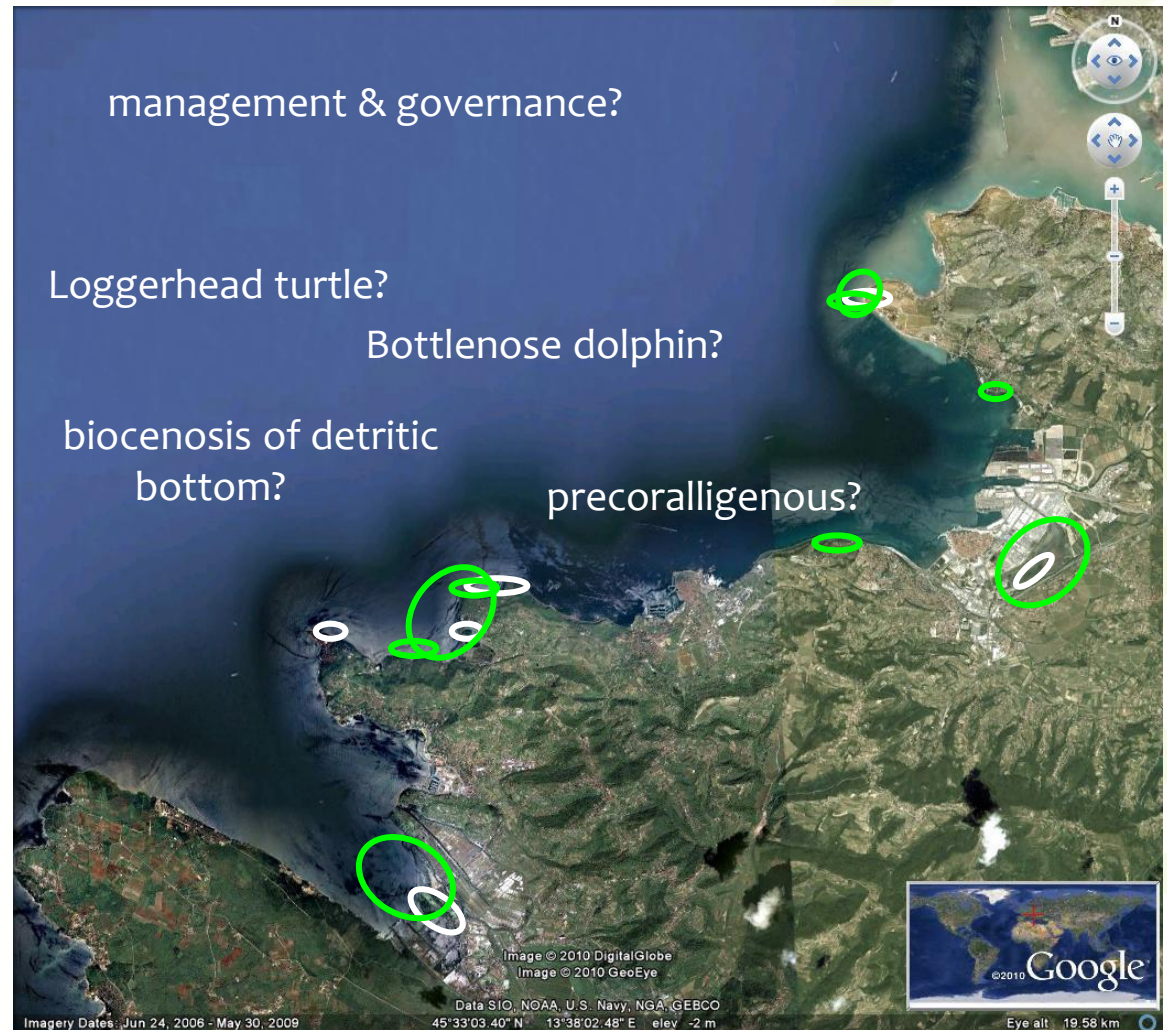 N
management & governance?
Loggerhead turtle?
Bottlenose dolphin?
biocenosis of detritic
bottom?
precoralligenous?
Image © 2010 DigitalGlobe
Image © 2010 GeoEye
Data SIO, NOAA, U.S. Navy, NGA, GEBCO
©2010 Google
Imagery Dates: Jun 24, 2006 - May 30, 2009
45°33'03.40" N 13°38'02.48" E elev -2 m
Eye alt 19.58 km